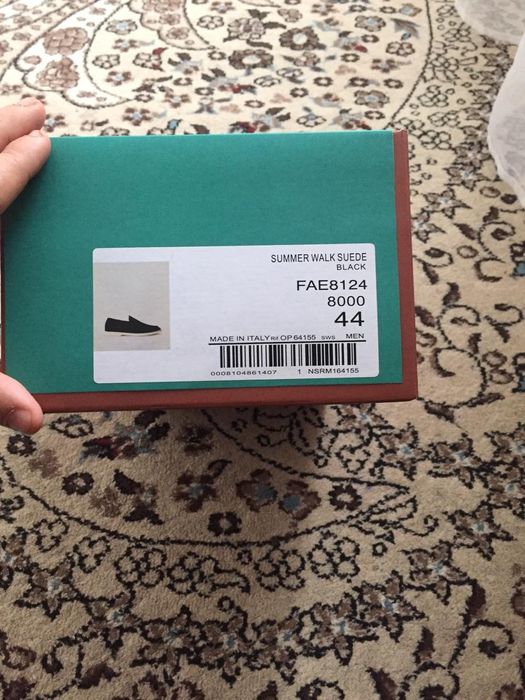 SUMMER WALK SUEDE
BLACK
FAE8124
8000
44
MADE IN ITALY Rif OP 64155 SWS MEN
0008104861407 1 NSRM164155